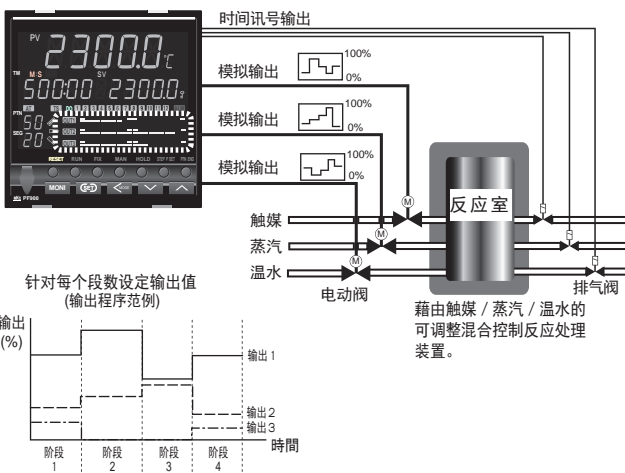 时间讯号输出
PV
2300.0 ℃
TM M:S SV
500:00 2300.0
PTN
50
SEG
20
OUT1
OUT2
OUT3
RESET RUN FIX MAN HOLD
MONI SET
PF900
模拟输出
100%
0%
模拟输出
100%
0%
模拟输出
100%
0%
M
M
M
触媒
蒸汽
温水
反应室
电动阀
排气阀
藉由触媒 / 蒸汽 / 温水的
可调整混合控制反应处理
装置。
针对每个段数设定输出值
(输出程序范例)
输出
(%)
输出 1
输出2
输出3
時間
阶段
1
阶段
2
阶段
3
阶段
4